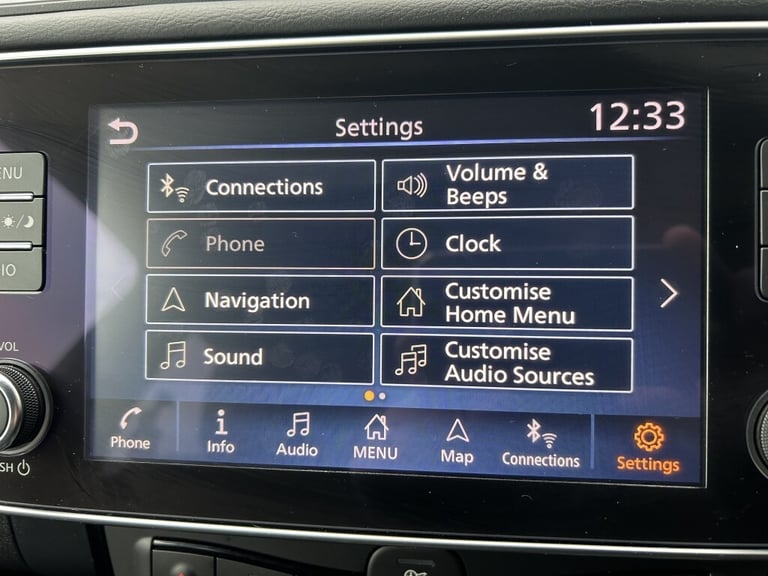 Settings
12:33
Connections
Volume &
Beeps
Phone
Clock
Navigation
Customise
Home Menu
Sound
Customise
Audio Sources
Phone
Info
Audio
MENU
Map
Connections
Settings
ENU
IO
VOL
SH